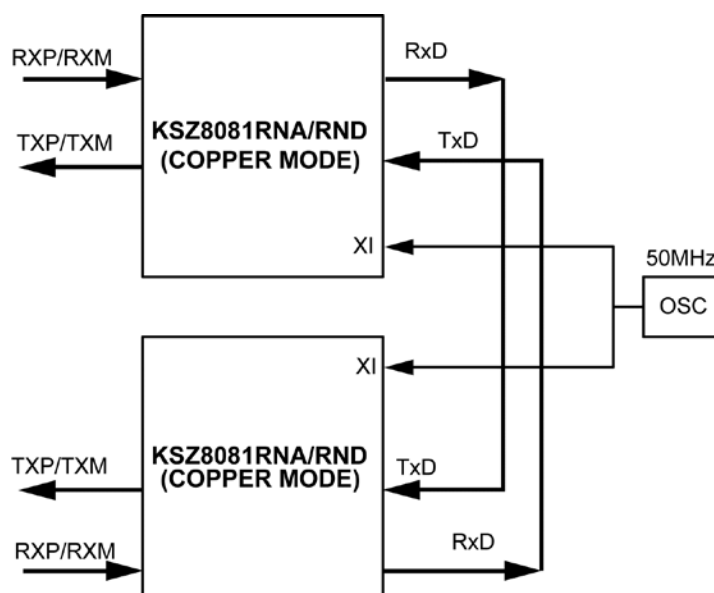 RXP/RXM
RxD
TXP/TXM
KSZ8081RNA/RND
(COPPER MODE)
TxD
XI
50MHz
OSC
XI
TXP/TXM
KSZ8081RNA/RND
(COPPER MODE)
TxD
RXP/RXM
RxD